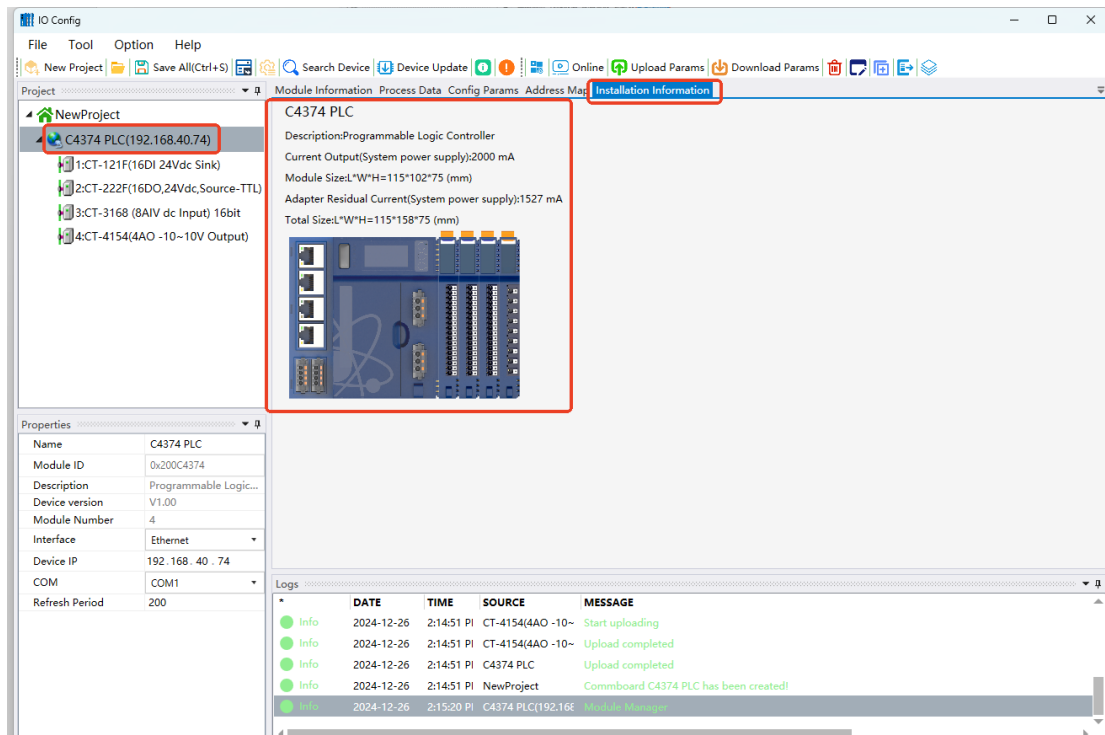 IO Config
File Tool Option Help
New Project Save All(Ctrl+S) Search Device Device Update Online Upload Params Download Params
Project
NewProject
C4374 PLC(192.168.40.74)
1:CT-121F(16DI 24Vdc Sink)
2:CT-222F(16DO,24Vdc,Source-TTL)
3:CT-3168 (8AIV dc Input) 16bit
4:CT-4154(4AO -10~10V Output)
Module Information Process Data Config Params Address Map Installation Information
C4374 PLC
Description:Programmable Logic Controller
Current Output(System power supply):2000 mA
Module Size:L*W*H=115*102*75 (mm)
Adapter Residual Current(System power supply):1527 mA
Total Size:L*W*H=115*158*75 (mm)
Properties
Name C4374 PLC
Module ID 0x200C4374
Description Programmable Logic...
Device version V1.00
Module Number 4
Interface Ethernet
Device IP 192.168. 40 . 74
COM COM1
Refresh Period 200
Logs
* DATE TIME SOURCE MESSAGE
Info 2024-12-26 2:14:51 PI CT-4154(4AO -10~ Start uploading
Info 2024-12-26 2:14:51 PI CT-4154(4AO -10~ Upload completed
Info 2024-12-26 2:14:51 PI C4374 PLC Upload completed
Info 2024-12-26 2:14:51 PI NewProject Commboard C4374 PLC has been created!
Info 2024-12-26 2:15:20 PI C4374 PLC(192.168 Module Manager